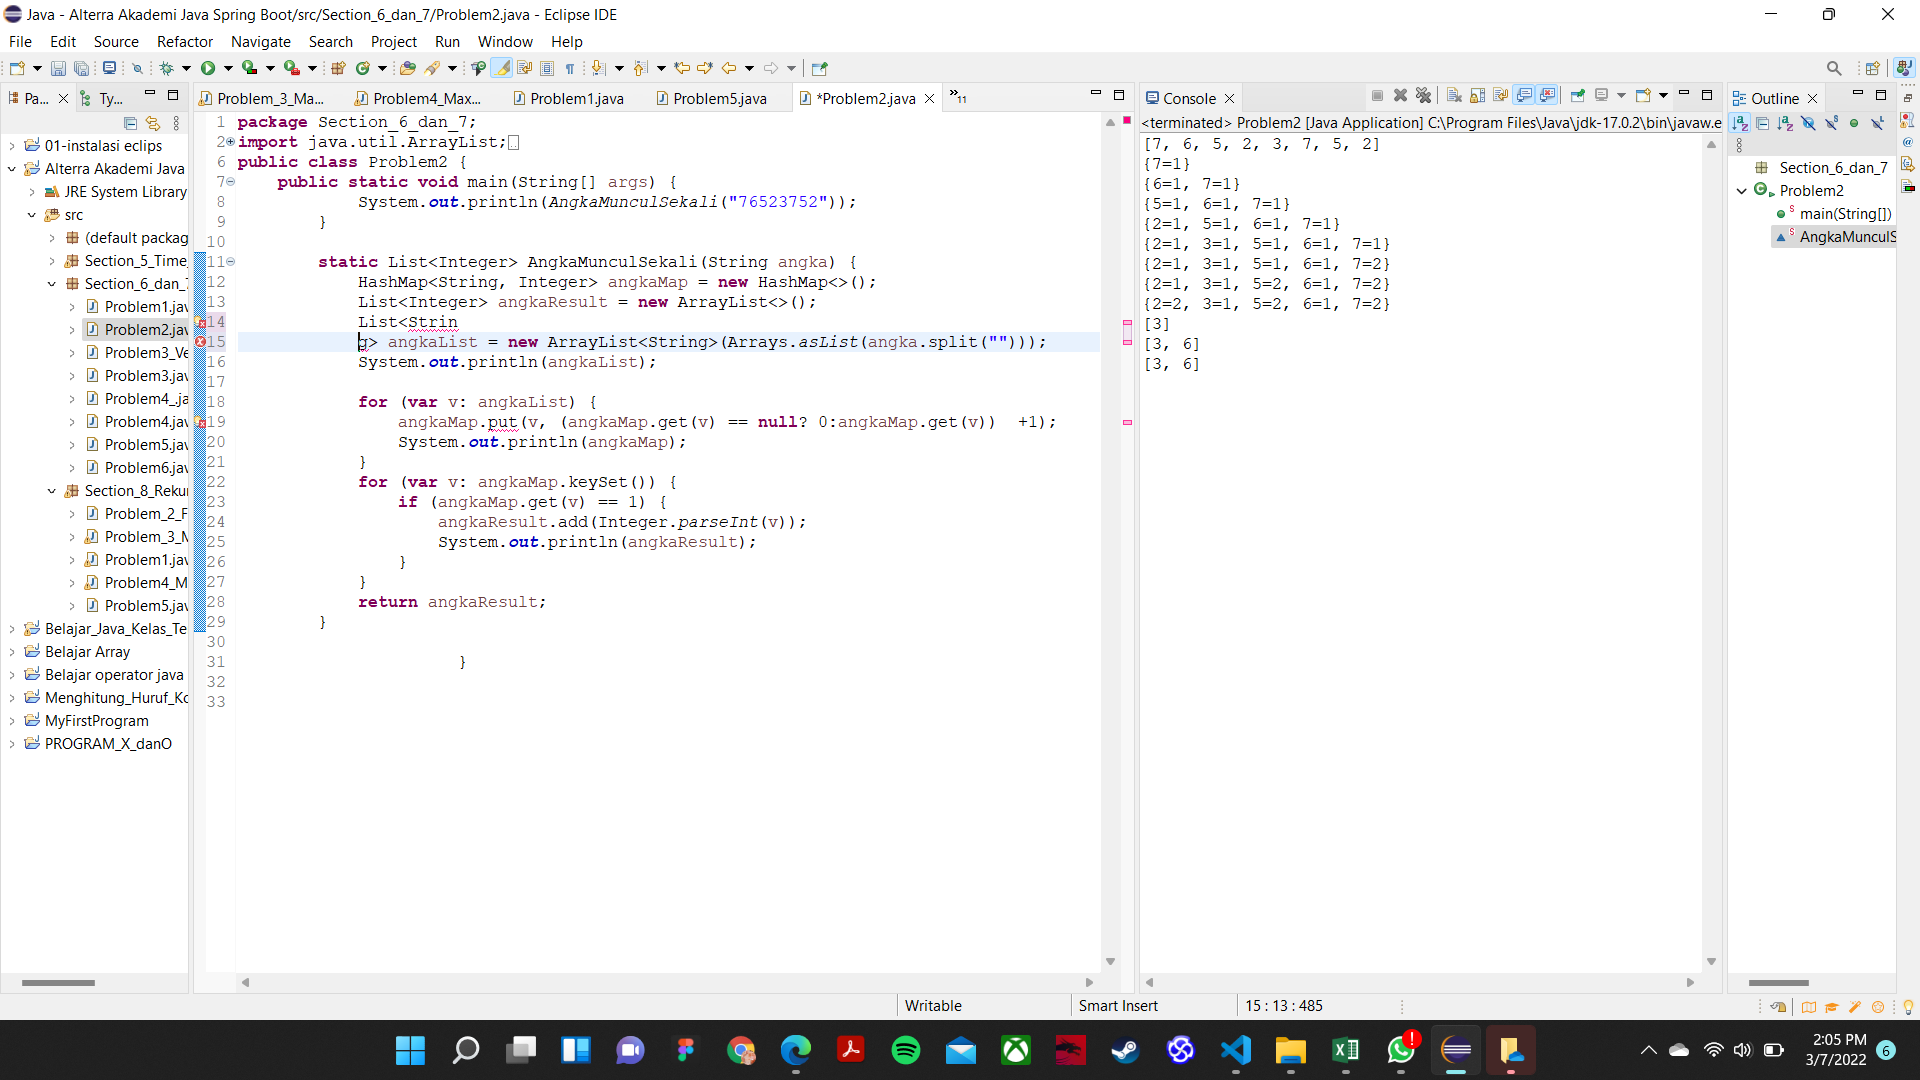 Java - Alterra Akademi Java Spring Boot/src/Section_6_dan_7/Problem2.java - Eclipse IDE
File Edit Source Refactor Navigate Search Project Run Window Help
Pa... Ty...
01-instalasi eclips
Alterra Akademi Java
JRE System Library
src
(default packag
Section_5_Time
Section_6_dan_7
Problem1.jav
Problem2.jav
Problem3_Ve
Problem3.jav
Problem4_.ja
Problem4.jav
Problem5.jav
Problem6.jav
Section_8_Rekur
Problem_2_F
Problem_3_M
Problem1.jav
Problem4_M
Problem5.jav
Belajar_Java_Kelas_Te
Belajar Array
Belajar operator java
Menghitung_Huruf_Ko
MyFirstProgram
PROGRAM_X_danO
Problem_3_Ma... Problem4_Max... Problem1.java Problem5.java *Problem2.java »11
1 package Section_6_dan_7;
2 import java.util.ArrayList;
6 public class Problem2 {
7 public static void main(String[] args) {
8 System.out.println(AngkaMunculSekali("76523752"));
9 }
10
11 static List<Integer> AngkaMunculSekali(String angka) {
12 HashMap<String, Integer> angkaMap = new HashMap<>();
13 List<Integer> angkaResult = new ArrayList<>();
14 List<Strin
15 g> angkaList = new ArrayList<String>(Arrays.asList(angka.split("")));
16 System.out.println(angkaList);
17
18 for (var v: angkaList) {
19 angkaMap.put(v, (angkaMap.get(v) == null? 0:angkaMap.get(v)) +1);
20 System.out.println(angkaMap);
21 }
22 for (var v: angkaMap.keySet()) {
23 if (angkaMap.get(v) == 1) {
24 angkaResult.add(Integer.parseInt(v));
25 System.out.println(angkaResult);
26 }
27 }
28 return angkaResult;
29 }
30
31 }
32
33
Console
<terminated> Problem2 [Java Application] C:\Program Files\Java\jdk-17.0.2\bin\javaw.e
[7, 6, 5, 2, 3, 7, 5, 2]
{7=1}
{6=1, 7=1}
{5=1, 6=1, 7=1}
{2=1, 5=1, 6=1, 7=1}
{2=1, 3=1, 5=1, 6=1, 7=1}
{2=1, 3=1, 5=1, 6=1, 7=2}
{2=1, 3=1, 5=2, 6=1, 7=2}
{2=2, 3=1, 5=2, 6=1, 7=2}
[3]
[3, 6]
[3, 6]
Outline
Section_6_dan_7
Problem2
main(String[])
AngkaMunculS
Writable Smart Insert 15 : 13 : 485
2:05 PM
3/7/2022
6